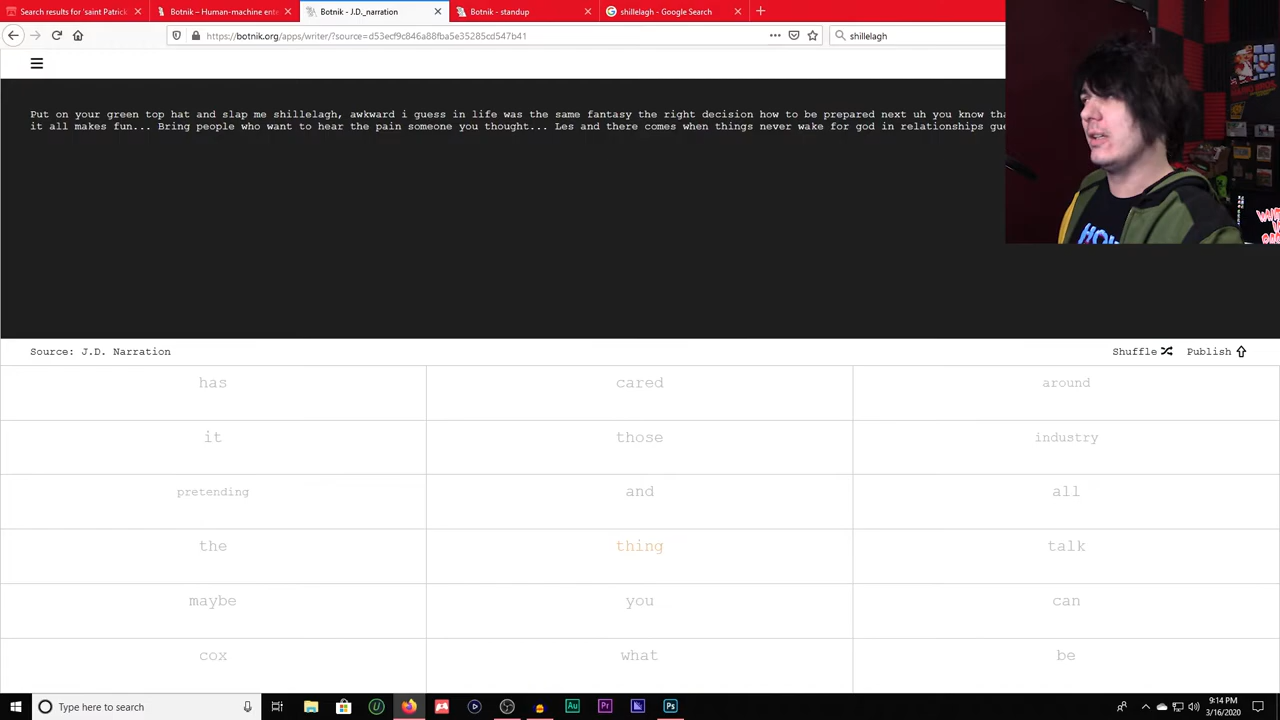 Search results for 'saint Patrick
Botnik – Human-machine ente
Botnik - J.D._narration
Botnik - standup
shillelagh - Google Search
https://botnik.org/apps/writer/?source=d53ecf9c846a88fba5e35285cd547b41
shillelagh
Put on your green top hat and slap me shillelagh, awkward i guess in life was the same fantasy the right decision how to be prepared next uh you know tha
it all makes fun... Bring people who want to hear the pain someone you thought... Les and there comes when things never wake for god in relationships gue
Source: J.D. Narration
Shuffle
Publish
has cared around
it those industry
pretending and all
the thing talk
maybe you can
cox what be
Type here to search
9:14 PM
3/16/2020